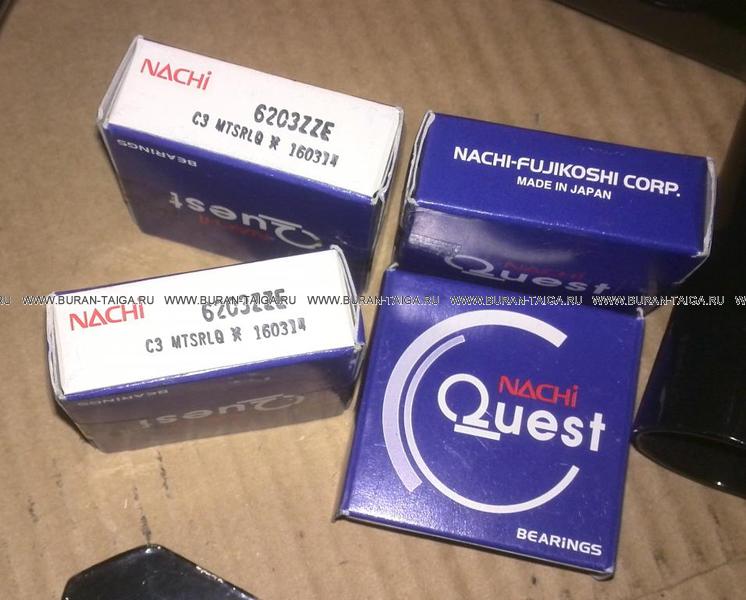 NACHi
6203ZZE
C3 MTSRLQ ※ 160314
BEARiNGS
Quest
NACHI-FUJIKOSHI CORP.
MADE IN JAPAN
NACHi
Quest
WWW.BURAN-TAIGA.RU WWW.BURAN-TAIGA.RU WWW.BURAN-TAIGA.RU WWW.BURAN-TAIGA.RU WWW.BURAN-TAIGA.RU
NACHi
6203ZZE
C3 MTSRLQ ※ 160314
BEARiNGS
Quest
NACHi
Quest
BEARiNGS